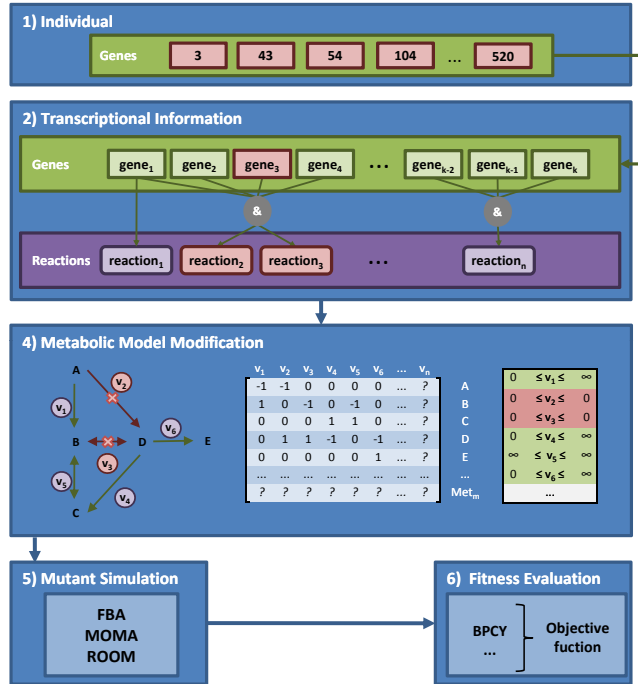 1) Individual
Genes 3 43 54 104 ... 520
2) Transcriptional Information
Genes gene1 gene2 gene3 gene4 ... genek-2 genek-1 genek
& &
Reactions reaction1 reaction2 reaction3 ... reactionn
4) Metabolic Model Modification
A
v2
v1
v6
B D E
v3
v5
v4
C
v1 v2 v3 v4 v5 v6 ... vn
-1 -1 0 0 0 0 ... ? A
1 0 -1 0 -1 0 ... ? B
0 0 0 1 1 0 ... ? C
0 1 1 -1 0 -1 ... ? D
0 0 0 0 0 1 ... ? E
... ... ... ... ... ... ... ... ...
? ? ? ? ? ? ... ? Metm
0 ≤ v1 ≤ ∞
0 ≤ v2 ≤ 0
0 ≤ v3 ≤ 0
0 ≤ v4 ≤ ∞
∞ ≤ v5 ≤ ∞
0 ≤ v6 ≤ ∞
...
5) Mutant Simulation
FBA
MOMA
ROOM
6) Fitness Evaluation
BPCY
...
Objective
fuction